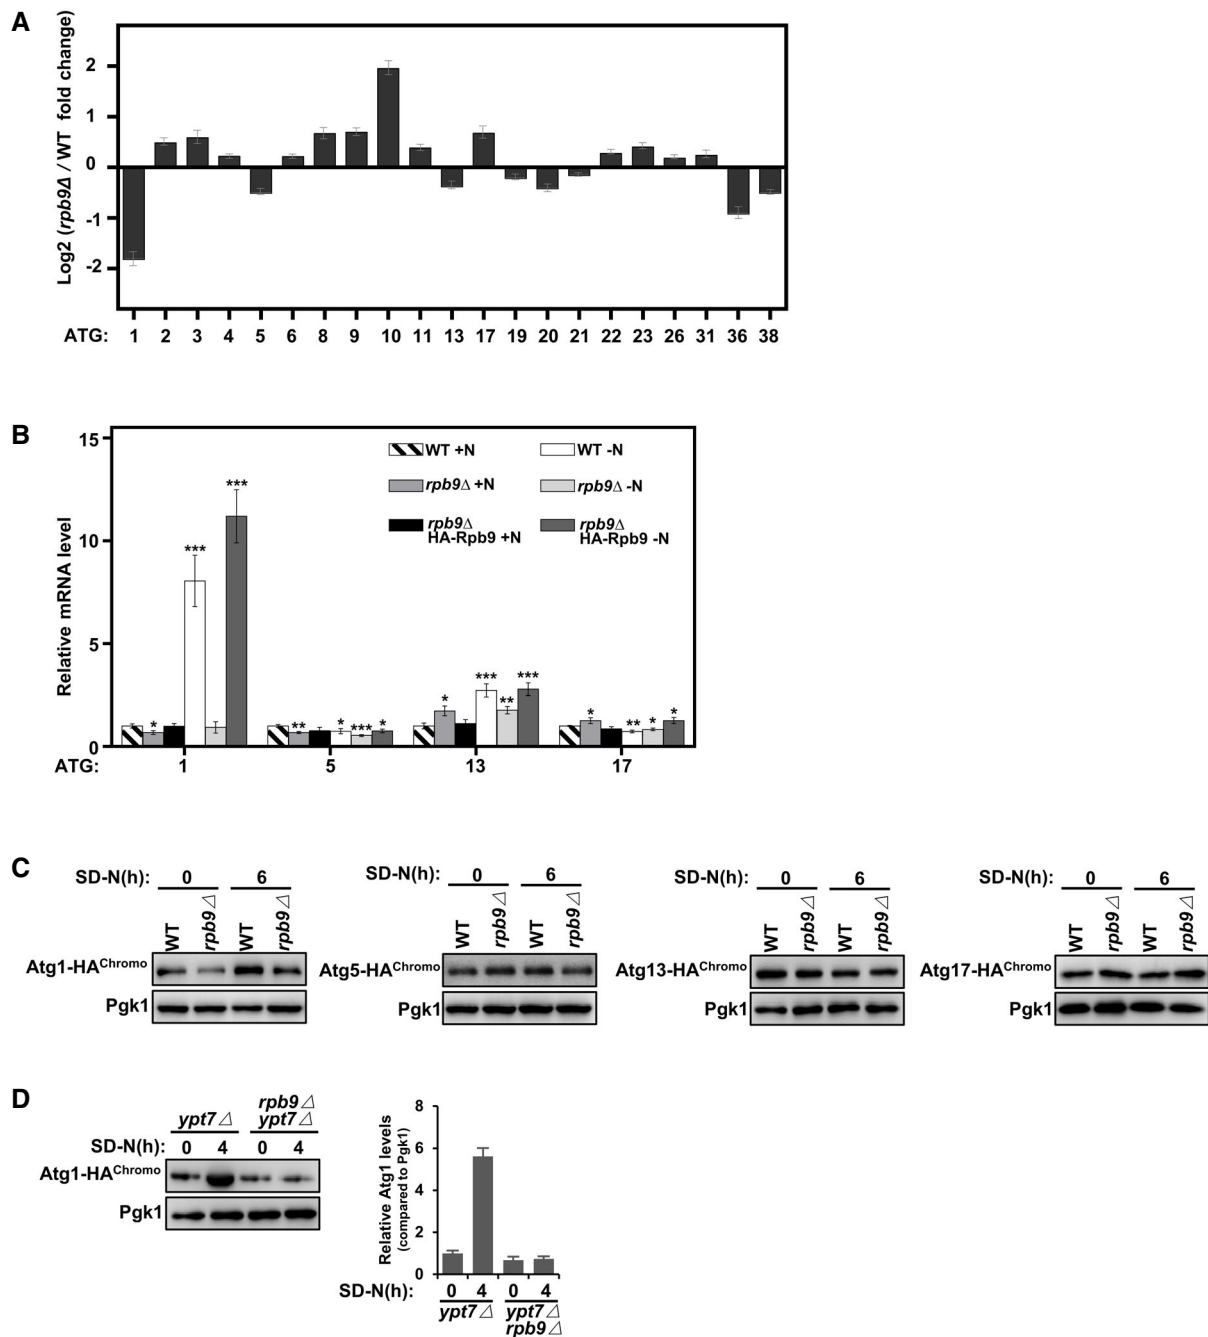 A
Log2 (rpb9Δ / WT fold change)
2
1
0
-1
-2
ATG: 1 2 3 4 5 6 8 9 10 11 13 17 19 20 21 22 23 26 31 36 38
B
Relative mRNA level
15
10
5
0
WT +N
WT -N
rpb9Δ +N
rpb9Δ -N
rpb9Δ
HA-Rpb9 +N
rpb9Δ
HA-Rpb9 -N
* *** ***
** * *** *
* *** ** ***
* ** * *
ATG: 1 5 13 17
C
SD-N(h): 0 6
WT rpb9Δ WT rpb9Δ
Atg1-HAChromo
Pgk1
SD-N(h): 0 6
WT rpb9Δ WT rpb9Δ
Atg5-HAChromo
Pgk1
SD-N(h): 0 6
WT rpb9Δ WT rpb9Δ
Atg13-HAChromo
Pgk1
SD-N(h): 0 6
WT rpb9Δ WT rpb9Δ
Atg17-HAChromo
Pgk1
D
ypt7Δ rpb9Δ
ypt7Δ
SD-N(h): 0 4 0 4
Atg1-HAChromo
Pgk1
Relative Atg1 levels
(compared to Pgk1)
8
6
4
2
0
SD-N(h): 0 4 0 4
ypt7Δ ypt7Δ
rpb9Δ